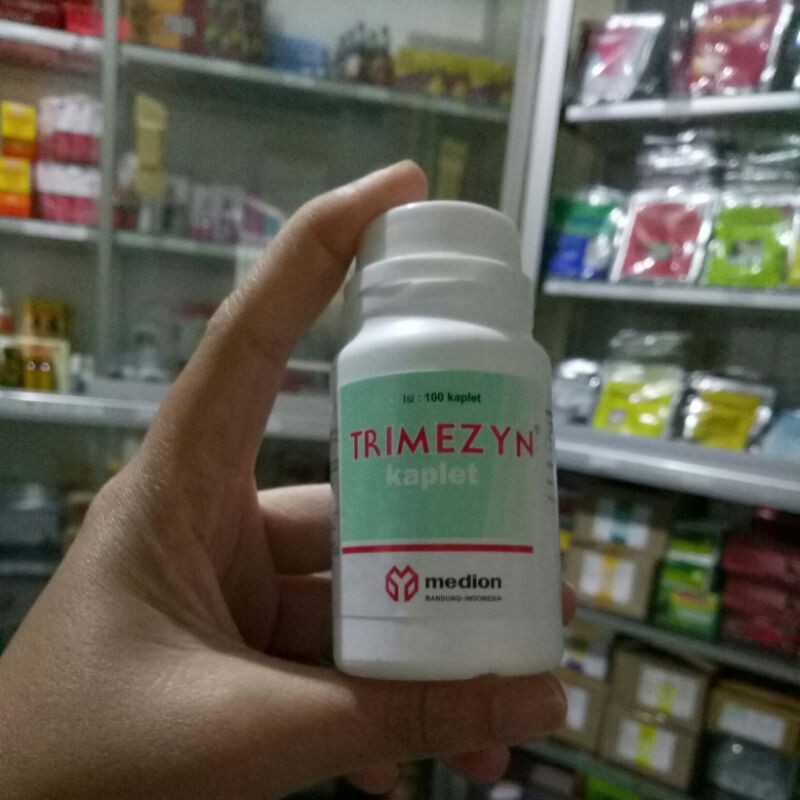 Isi : 100 kaplet
TRIMEZYN®
kaplet
medion
BANDUNG-INDONESIA